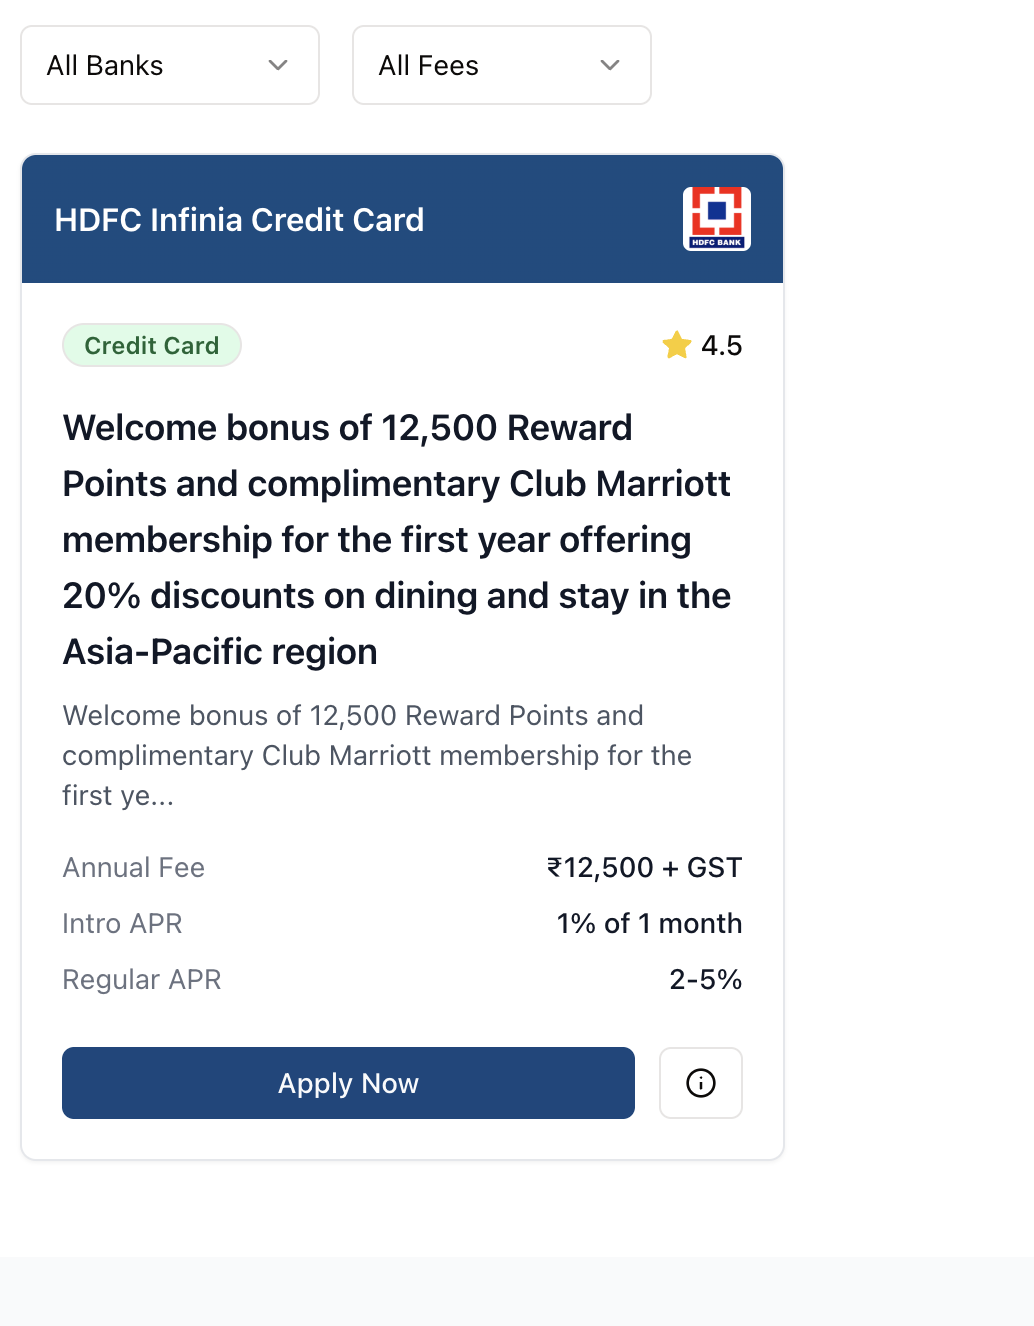 All Banks
All Fees
HDFC Infinia Credit Card
HDFC BANK
Credit Card
4.5
Welcome bonus of 12,500 Reward
Points and complimentary Club Marriott
membership for the first year offering
20% discounts on dining and stay in the
Asia-Pacific region
Welcome bonus of 12,500 Reward Points and
complimentary Club Marriott membership for the
first ye...
Annual Fee ₹12,500 + GST
Intro APR 1% of 1 month
Regular APR 2-5%
Apply Now